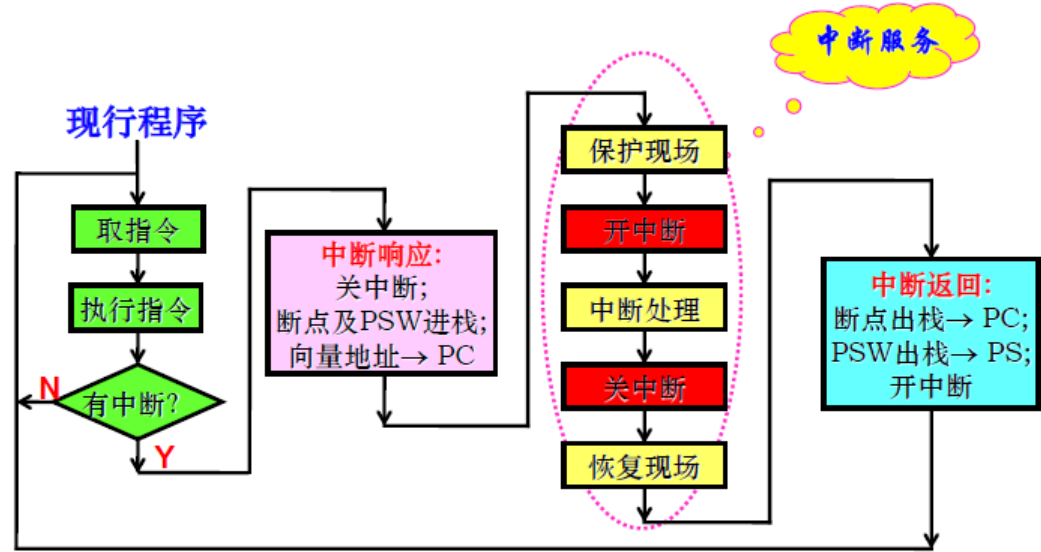 中断服务
现行程序
取指令
执行指令
有中断?
N
Y
中断响应:
关中断;
断点及PSW进栈;
向量地址→ PC
保护现场
开中断
中断处理
关中断
恢复现场
中断返回:
断点出栈→ PC;
PSW出栈→ PS;
开中断